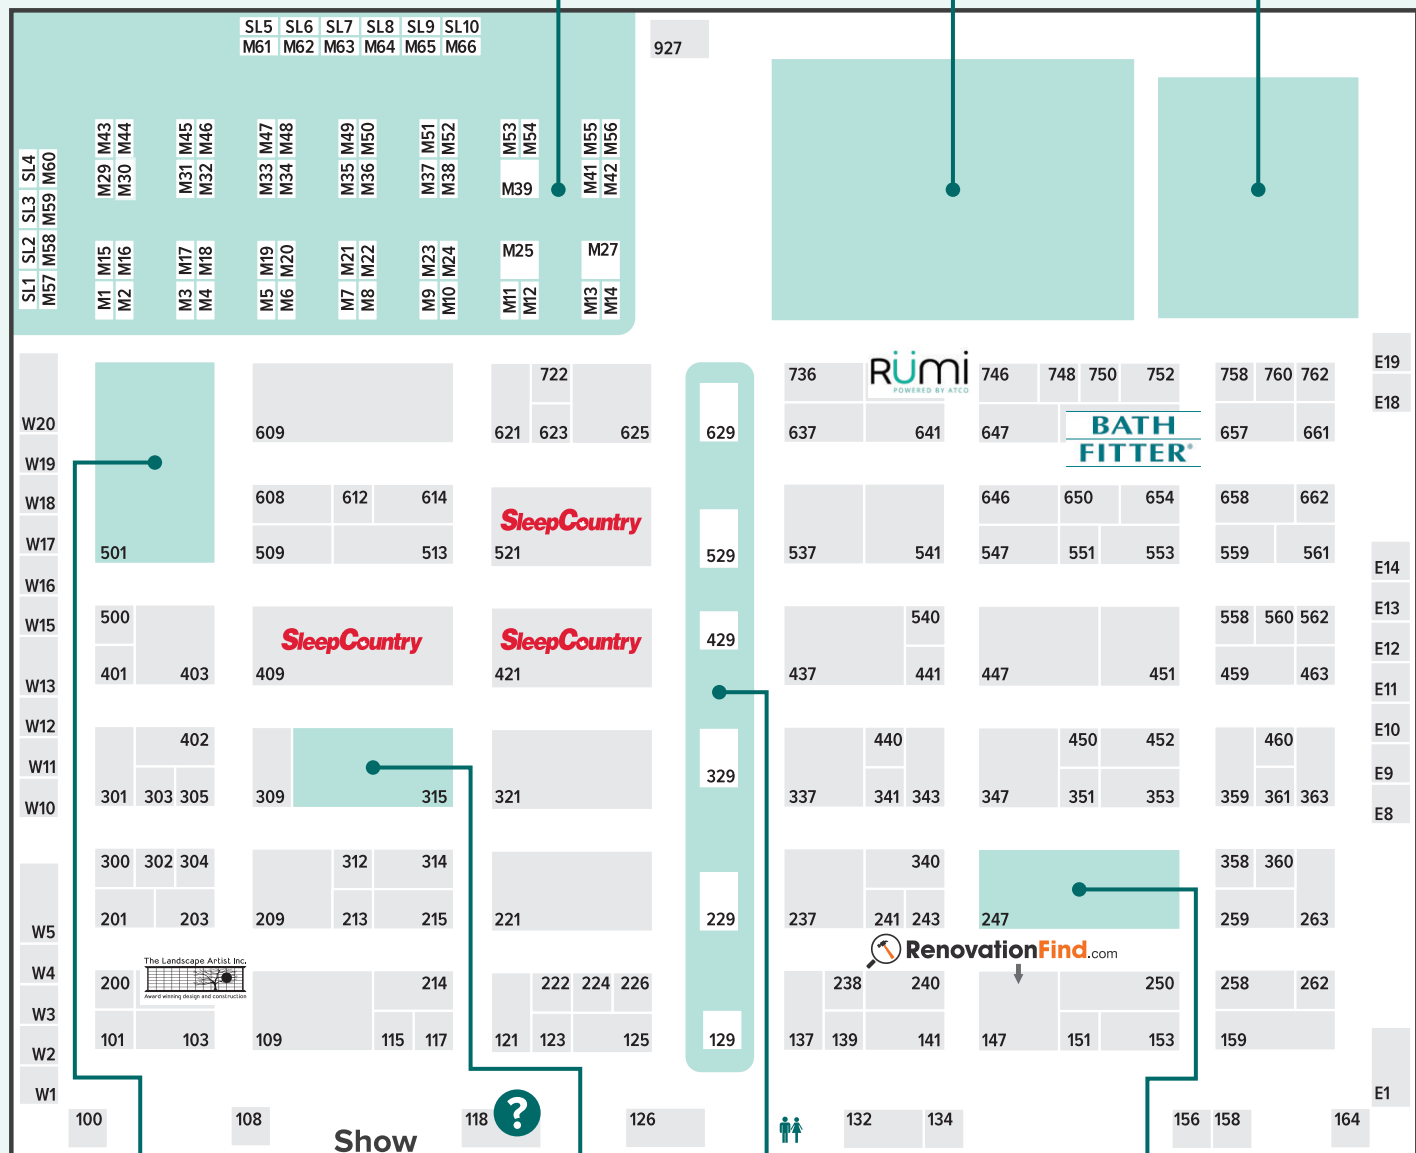 SL5 SL6 SL7 SL8 SL9 SL10
M61 M62 M63 M64 M65 M66
927
M43 M44 M45 M46 M47 M48 M49 M50 M51 M52 M53 M54 M55 M56
SL4 M60
M29 M30 M31 M32 M33 M34 M35 M36 M37 M38 M39 M41 M42
SL3 M59
SL2 M58
M15 M16 M17 M18 M19 M20 M21 M22 M23 M24 M25 M27
SL1 M57
M1 M2 M3 M4 M5 M6 M7 M8 M9 M10 M11 M12 M13 M14
E19
722 736 RÜMi 746 748 750 752 758 760 762
POWERED BY ATCO
E18
W20 609 621 623 625 629 637 641 647 BATH 657 661
FITTER®
W19
W18 608 612 614 646 650 654 658 662
SleepCountry
W17 501 509 513 521 529 537 541 547 551 553 559 561
E14
W16
E13
W15 500 540 558 560 562
SleepCountry SleepCountry 429
E12
401 403 409 421 437 441 447 451 459 463
W13 E11
W12 E10
402 440 450 452 460
W11 329 E9
301 303 305 309 315 321 337 341 343 347 351 353 359 361 363
W10 E8
300 302 304 312 314 340 358 360
201 203 209 213 215 221 229 237 241 243 247 259 263
W5
RenovationFind.com
The Landscape Artist Inc.
Award winning design and construction
W4
200 214 222 224 226 238 240 250 258 262
W3
101 103 109 115 117 121 123 125 129 137 139 141 147 151 153 159
W2
W1 E1
100 108 118 ? 126 132 134 156 158 164
Show